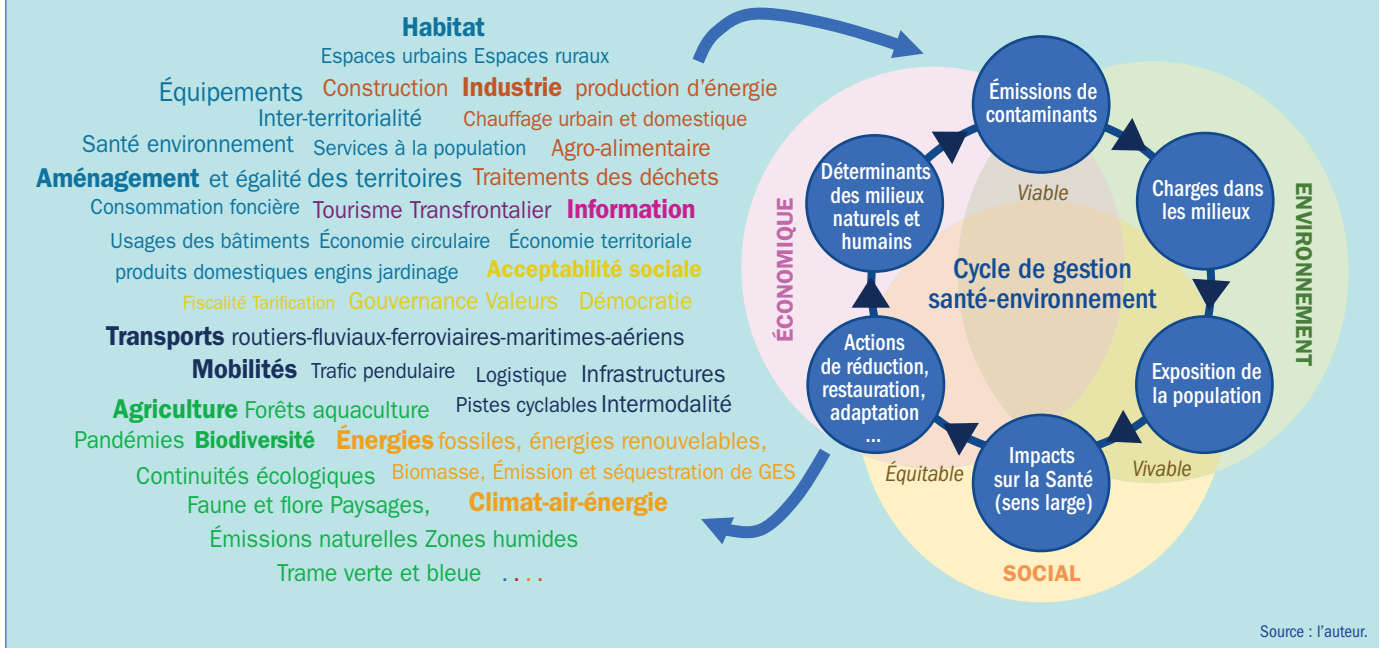 Habitat
Espaces urbains Espaces ruraux
Équipements Construction Industrie production d'énergie
Inter-territorialité Chauffage urbain et domestique
Santé environnement Services à la population Agro-alimentaire
Aménagement et égalité des territoires Traitements des déchets
Consommation foncière Tourisme Transfrontalier Information
Usages des bâtiments Économie circulaire Économie territoriale
produits domestiques engins jardinage Acceptabilité sociale
Fiscalité Tarification Gouvernance Valeurs Démocratie
Transports routiers-fluviaux-ferroviaires-maritimes-aériens
Mobilités Trafic pendulaire Logistique Infrastructures
Agriculture Forêts aquaculture Pistes cyclables Intermodalité
Pandémies Biodiversité Énergies fossiles, énergies renouvelables,
Continuités écologiques Biomasse, Émission et séquestration de GES
Faune et flore Paysages, Climat-air-énergie
Émissions naturelles Zones humides
Trame verte et bleue ....
Émissions de
contaminants
Charges dans
les milieux
Exposition de
la population
Impacts
sur la Santé
(sens large)
Actions
de réduction,
restauration,
adaptation
...
Déterminants
des milieux
naturels et
humains
Cycle de gestion
santé-environnement
Viable
Vivable
Équitable
ÉCONOMIQUE
ENVIRONNEMENT
SOCIAL
Source : l'auteur.